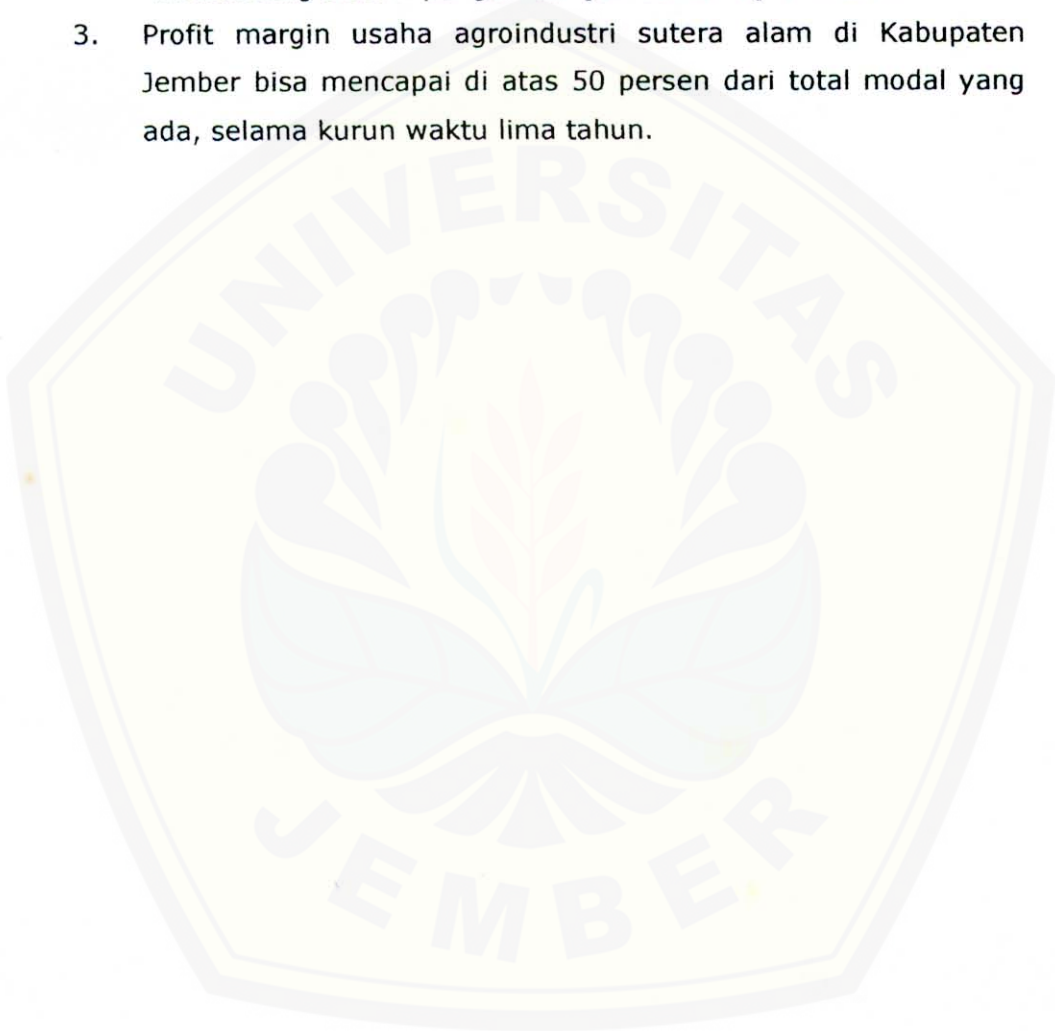 3. Profit margin usaha agroindustri sutera alam di Kabupaten
Jember bisa mencapai di atas 50 persen dari total modal yang
ada, selama kurun waktu lima tahun.
UNIVERSITAS
JEMBER